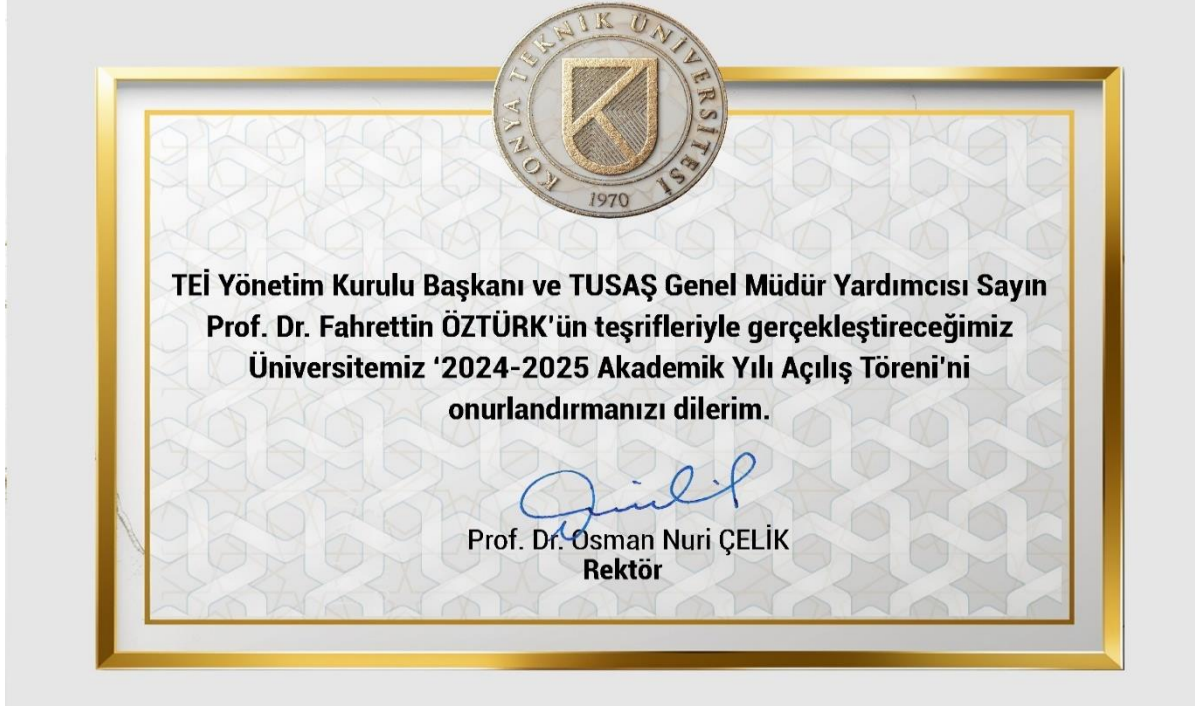 KONYA TEKNİK ÜNİVERSİTESİ
1970
TEİ Yönetim Kurulu Başkanı ve TUSAŞ Genel Müdür Yardımcısı Sayın
Prof. Dr. Fahrettin ÖZTÜRK'ün teşrifleriyle gerçekleştireceğimiz
Üniversitemiz ‘2024-2025 Akademik Yılı Açılış Töreni’ni
onurlandırmanızı dilerim.
Prof. Dr. Osman Nuri ÇELİK
Rektör